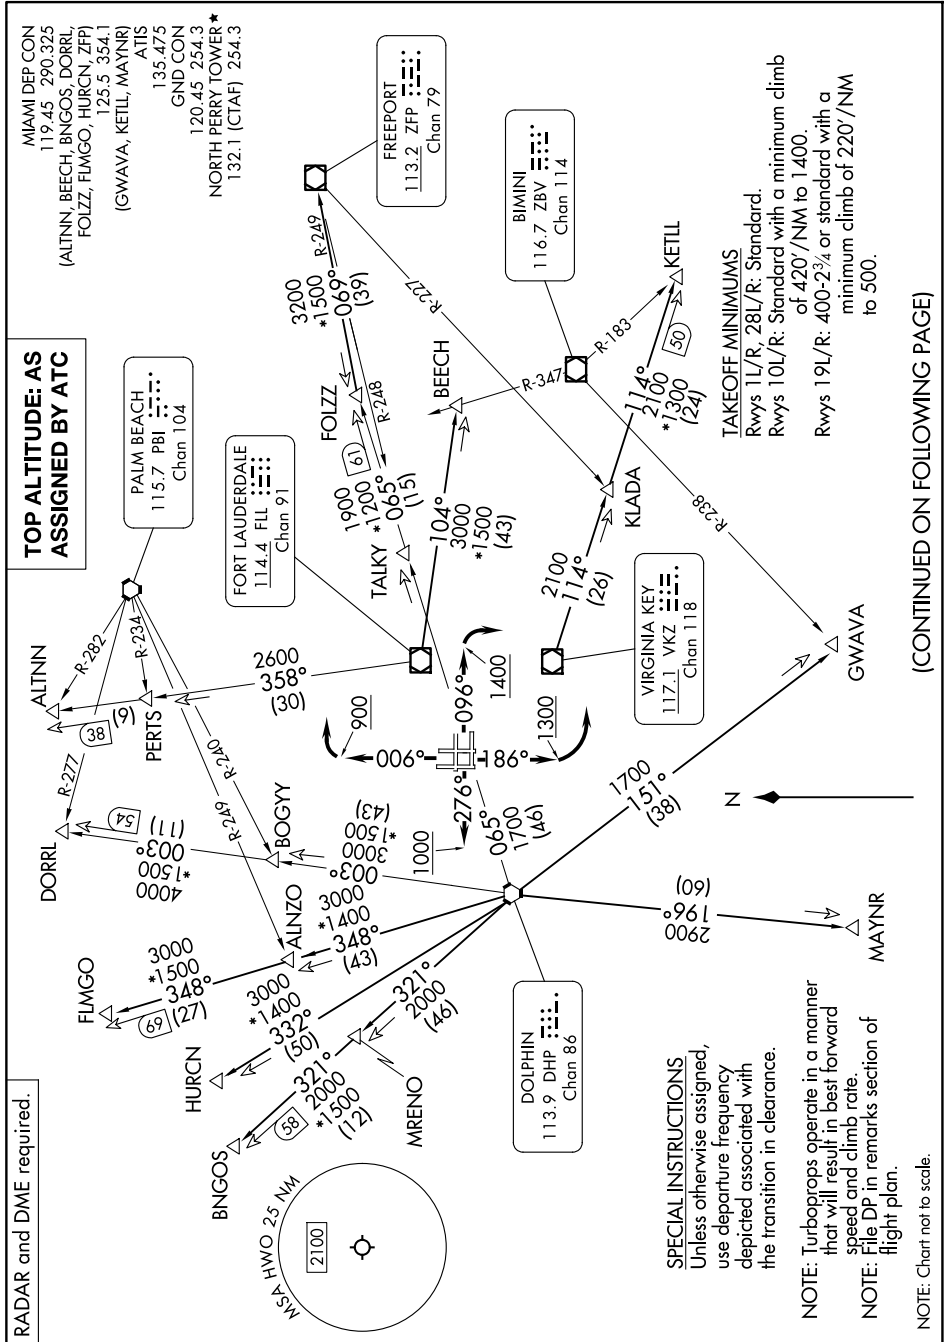 RADAR and DME required.
TOP ALTITUDE: AS
ASSIGNED BY ATC
MIAMI DEP CON
119.45 290.325
(ALTNN, BEECH, BNGOS, DORRL,
FOLZZ, FLMGO, HURCN, ZFP)
125.5 354.1
(GWAVA, KETLL, MAYNR)
ATIS
135.475
GND CON
120.45 254.3
NORTH PERRY TOWER★
132.1 (CTAF) 254.3
PALM BEACH
115.7 PBI
Chan 104
FORT LAUDERDALE
114.4 FLL
Chan 91
FREEPORT
113.2 ZFP
Chan 79
BIMINI
116.7 ZBV
Chan 114
VIRGINIA KEY
117.1 VKZ
Chan 118
DOLPHIN
113.9 DHP
Chan 86
MSA HWO 25 NM
2100
BNGOS
58
321°
2000
*1500
(12)
MRENO
321°
2000
(46)
HURCN
3000
*1400
332°
(50)
FLMGO
69
3000
*1500
348°
(27)
ALNZO
3000
*1400
348°
(43)
DORRL
54
4000
*1500
003°
(11)
BOGYY
3000
*1500
003°
(43)
R-277
R-249
R-240
R-282
R-234
ALTNN
38
(6)
PERTS
2600
358°
(30)
TALKY
065°
1700
(46)
1900
*1200
065°
(15)
61
R-248
FOLZZ
3200
*1500
069°
(39)
R-249
BEECH
104°
3000
*1500
(43)
R-347
R-227
R-183
R-238
KLADA
2100
114°
(26)
KETLL
114°
2100
*1300
(24)
50
GWAVA
1700
151°
(38)
MAYNR
2900
196°
(60)
900
006°
1400
096°
1300
186°
1000
276°
N
TAKEOFF MINIMUMS
Rwys 1L/R, 28L/R: Standard.
Rwys 10L/R: Standard with a minimum climb
of 420'/NM to 1400.
Rwys 19L/R: 400-2¾ or standard with a
minimum climb of 220'/NM
to 500.
SPECIAL INSTRUCTIONS
Unless otherwise assigned,
use departure frequency
depicted associated with
the transition in clearance.
NOTE: Turboprops operate in a manner
that will result in best forward
speed and climb rate.
NOTE: File DP in remarks section of
flight plan.
NOTE: Chart not to scale.
(CONTINUED ON FOLLOWING PAGE)